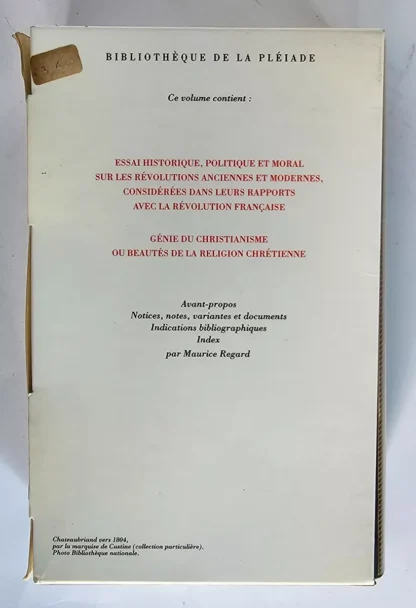 BIBLIOTHÈQUE DE LA PLÉIADE
Ce volume contient :
ESSAI HISTORIQUE, POLITIQUE ET MORAL
SUR LES RÉVOLUTIONS ANCIENNES ET MODERNES,
CONSIDÉRÉES DANS LEURS RAPPORTS
AVEC LA RÉVOLUTION FRANÇAISE
GÉNIE DU CHRISTIANISME
OU BEAUTÉS DE LA RELIGION CHRÉTIENNE
Avant-propos
Notices, notes, variantes et documents
Indications bibliographiques
Index
par Maurice Regard
Chateaubriand vers 1804,
par la marquise de Custine (collection particulière).
Photo Bibliothèque nationale.